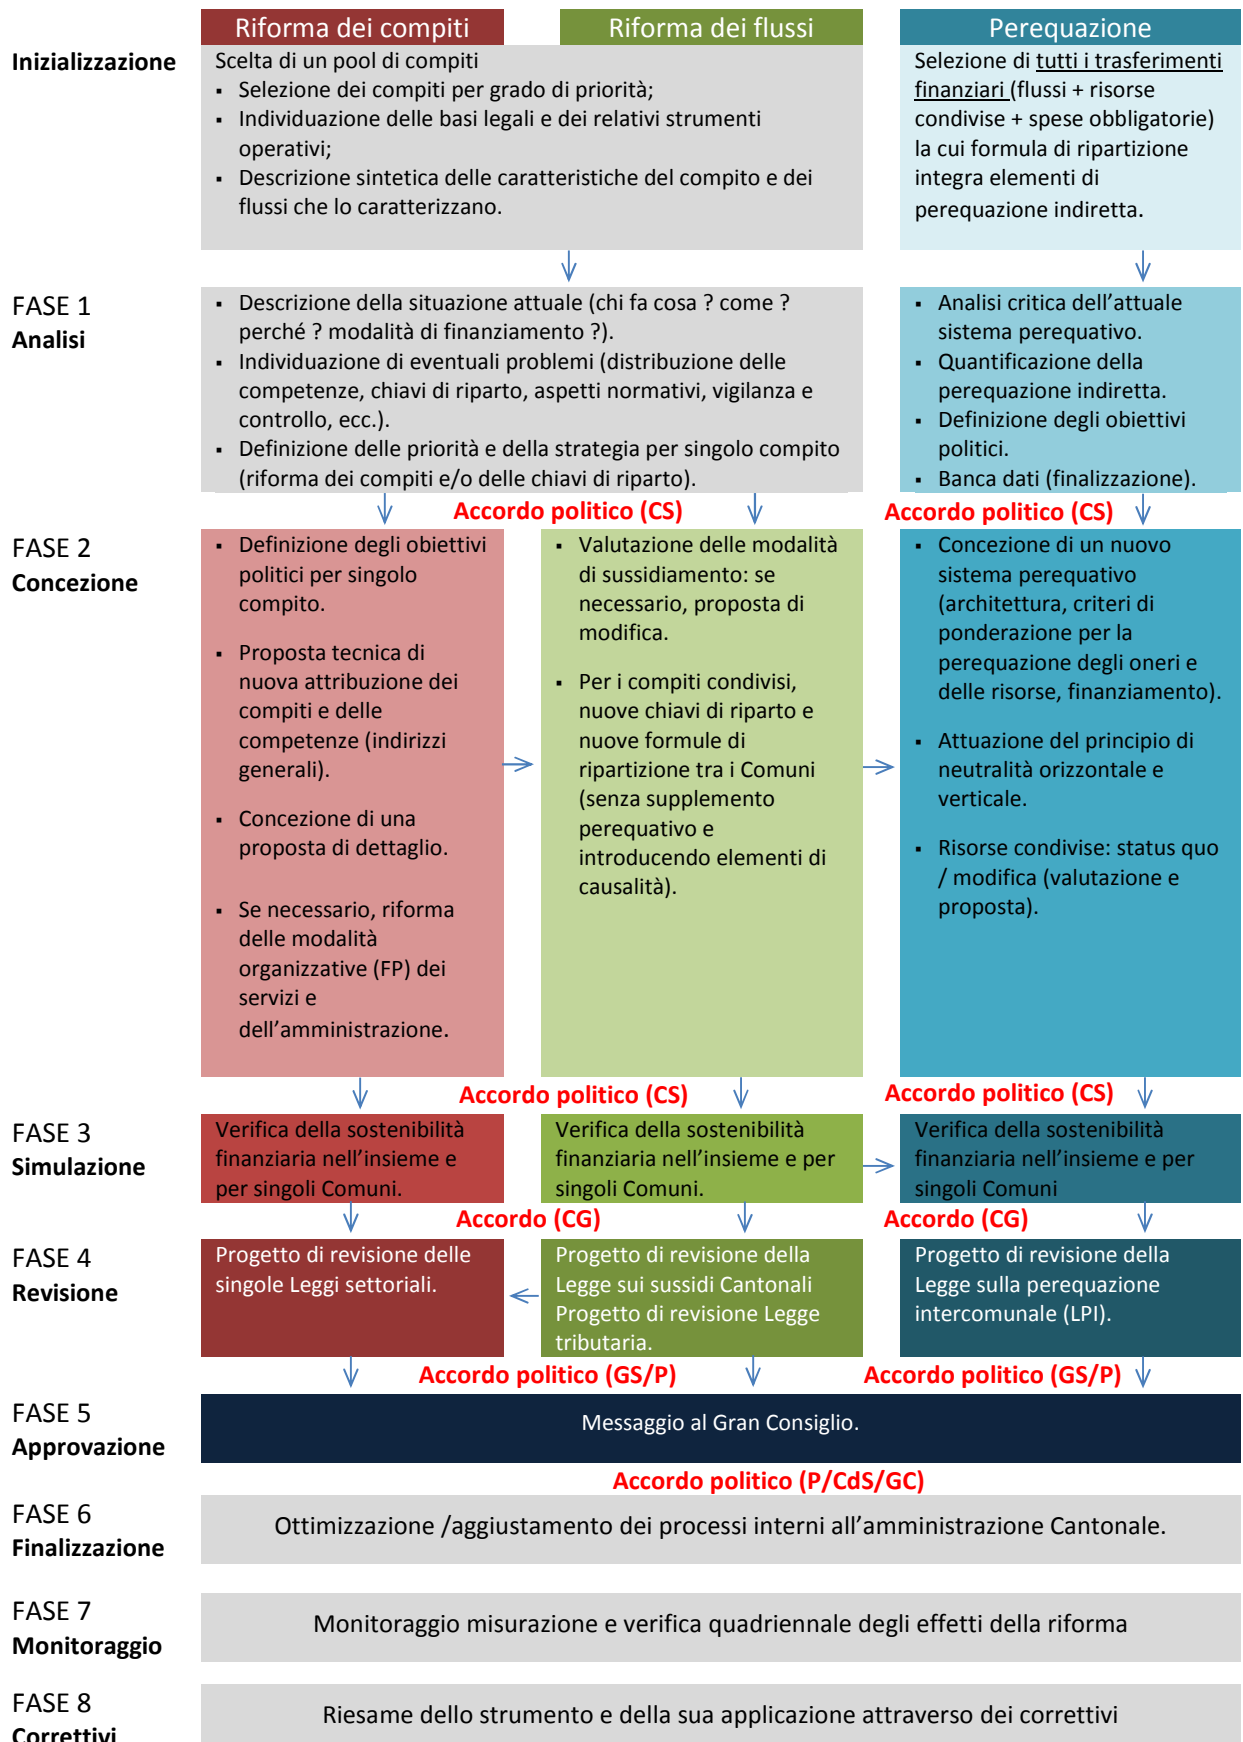 Riforma dei compiti
Riforma dei flussi
Perequazione
Inizializzazione
Scelta di un pool di compiti
▪ Selezione dei compiti per grado di priorità;
▪ Individuazione delle basi legali e dei relativi strumenti
operativi;
▪ Descrizione sintetica delle caratteristiche del compito e dei
flussi che lo caratterizzano.
Selezione di tutti i trasferimenti
finanziari (flussi + risorse
condivise + spese obbligatorie)
la cui formula di ripartizione
integra elementi di
perequazione indiretta.
FASE 1
Analisi
▪ Descrizione della situazione attuale (chi fa cosa ? come ?
perché ? modalità di finanziamento ?).
▪ Individuazione di eventuali problemi (distribuzione delle
competenze, chiavi di riparto, aspetti normativi, vigilanza e
controllo, ecc.).
▪ Definizione delle priorità e della strategia per singolo compito
(riforma dei compiti e/o delle chiavi di riparto).
▪ Analisi critica dell'attuale
sistema perequativo.
▪ Quantificazione della
perequazione indiretta.
▪ Definizione degli obiettivi
politici.
▪ Banca dati (finalizzazione).
Accordo politico (CS)
Accordo politico (CS)
FASE 2
Concezione
▪ Definizione degli obiettivi
politici per singolo
compito.
▪ Proposta tecnica di
nuova attribuzione dei
compiti e delle
competenze (indirizzi
generali).
▪ Concezione di una
proposta di dettaglio.
▪ Se necessario, riforma
delle modalità
organizzative (FP) dei
servizi e
dell'amministrazione.
▪ Valutazione delle modalità
di sussidiamento: se
necessario, proposta di
modifica.
▪ Per i compiti condivisi,
nuove chiavi di riparto e
nuove formule di
ripartizione tra i Comuni
(senza supplemento
perequativo e
introducendo elementi di
causalità).
▪ Concezione di un nuovo
sistema perequativo
(architettura, criteri di
ponderazione per la
perequazione degli oneri e
delle risorse, finanziamento).
▪ Attuazione del principio di
neutralità orizzontale e
verticale.
▪ Risorse condivise: status quo
/ modifica (valutazione e
proposta).
Accordo politico (CS)
Accordo politico (CS)
FASE 3
Simulazione
Verifica della sostenibilità
finanziaria nell'insieme e
per singoli Comuni.
Verifica della sostenibilità
finanziaria nell'insieme e per
singoli Comuni.
Verifica della sostenibilità
finanziaria nell'insieme e per
singoli Comuni
Accordo (CG)
Accordo (CG)
FASE 4
Revisione
Progetto di revisione delle
singole Leggi settoriali.
Progetto di revisione della
Legge sui sussidi Cantonali
Progetto di revisione Legge
tributaria.
Progetto di revisione della
Legge sulla perequazione
intercomunale (LPI).
Accordo politico (GS/P)
Accordo politico (GS/P)
FASE 5
Approvazione
Messaggio al Gran Consiglio.
Accordo politico (P/CdS/GC)
FASE 6
Finalizzazione
Ottimizzazione /aggiustamento dei processi interni all'amministrazione Cantonale.
FASE 7
Monitoraggio
Monitoraggio misurazione e verifica quadriennale degli effetti della riforma
FASE 8
Correttivi
Riesame dello strumento e della sua applicazione attraverso dei correttivi